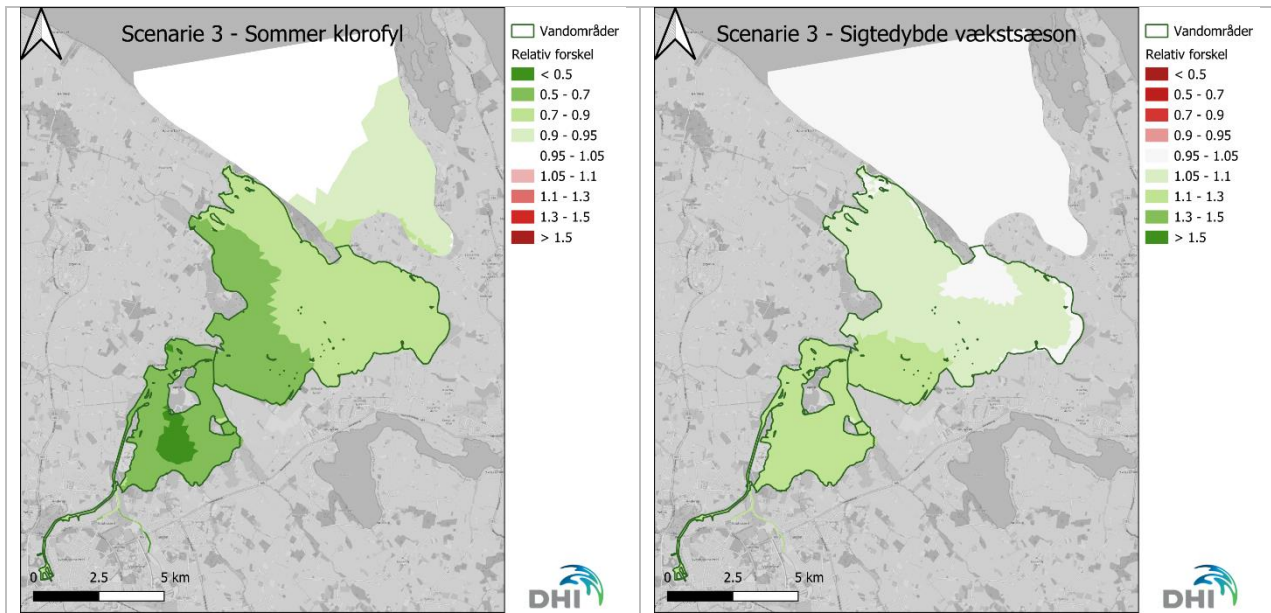 Scenarie 3 - Sommer klorofyl
Vandområder
Relativ forskel
< 0.5
0.5 - 0.7
0.7 - 0.9
0.9 - 0.95
0.95 - 1.05
1.05 - 1.1
1.1 - 1.3
1.3 - 1.5
> 1.5
0 2.5 5 km
DHI
Scenarie 3 - Sigtedybde vækstsæson
Vandområder
Relativ forskel
< 0.5
0.5 - 0.7
0.7 - 0.9
0.9 - 0.95
0.95 - 1.05
1.05 - 1.1
1.1 - 1.3
1.3 - 1.5
> 1.5
0 2.5 5 km
DHI